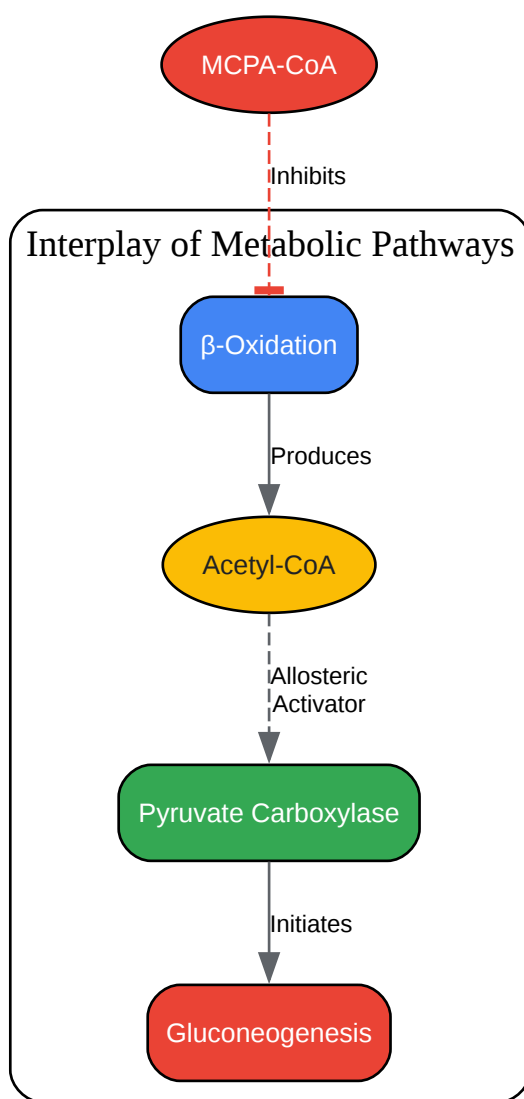 MCPA-CoA
Inhibits
Interplay of Metabolic Pathways
β-Oxidation
Produces
Acetyl-CoA
Allosteric
Activator
Pyruvate Carboxylase
Initiates
Gluconeogenesis